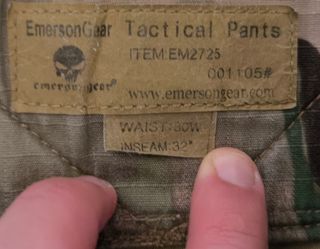 EmersonGear Tactical Pants
ITEM:EM2725
001105#
emersongear®
www.emersongear.com
WAIST:30W
INSEAM:32"